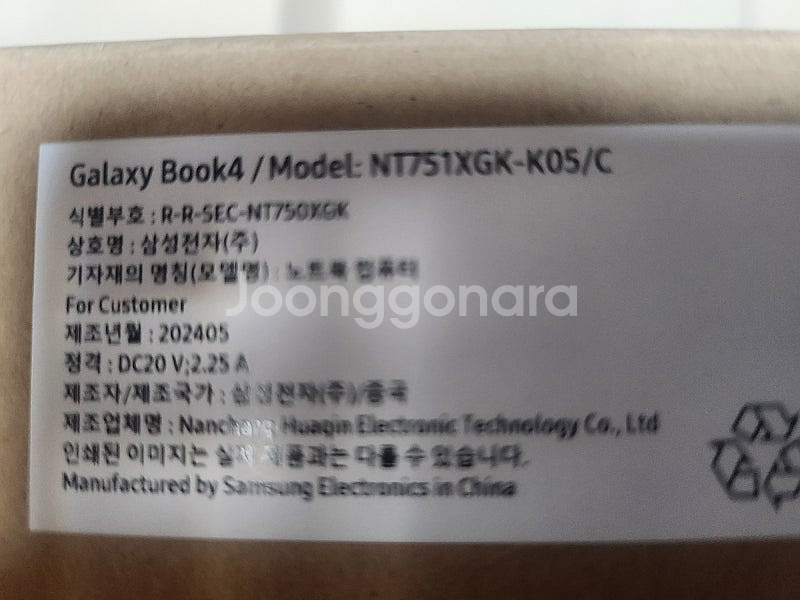 Galaxy Book4 / Model: NT751XGK-K05/C
식별부호 : R-R-SEC-NT750XGK
상호명 : 삼성전자(주)
기자재의 명칭(모델명) : 노트북 컴퓨터
Joonggonara
For Customer
제조년월 : 202405
정격 : DC20 V;2.25 A
제조자/제조국가 : 삼성전자(주)/중국
제조업체명 : Nanchang Huaqin Electronic Technology Co., Ltd
인쇄된 이미지는 실제 제품과는 다를 수 있습니다.
Manufactured by Samsung Electronics in China